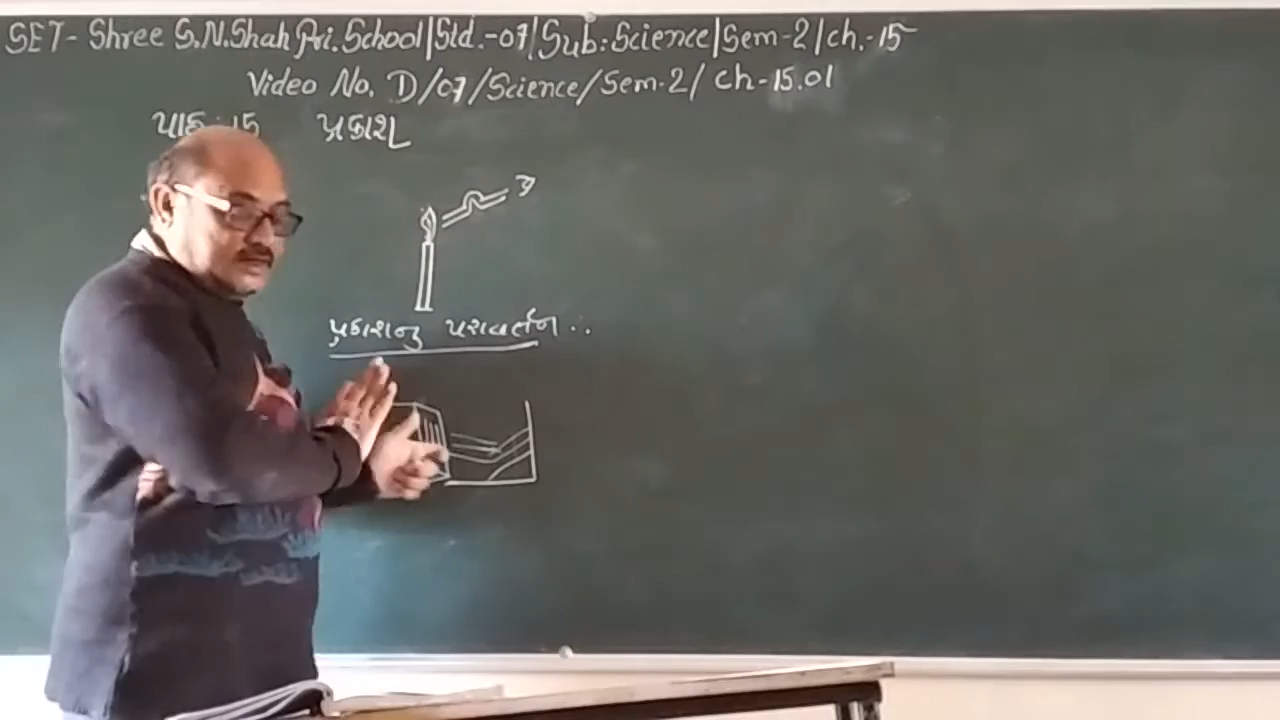 SET- Shree S.N.Shah Pri.School|Std.-07|Sub:Science|Sem-2|ch.-15
Video No. D/07/Science/Sem-2/ ch-15.01
પાઠ-15 પ્રકાશ
પ્રકાશનુ પરાવર્તન..